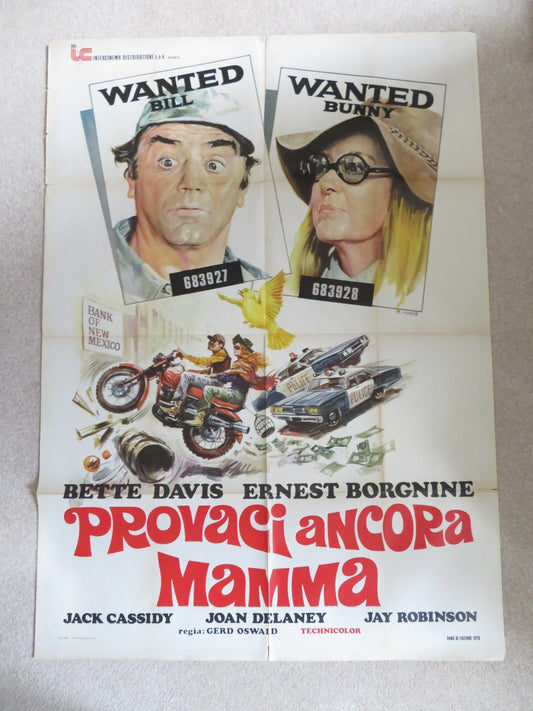 IC INTERCINEMA DISTRIBUZIONE S.P.A.
WANTED
BILL
683927
WANTED
BUNNY
683928
BANK
OF
NEW
MEXICO
POLICE
POLICE
BETTE DAVIS ERNEST BORGNINE
PROVACI ANCORA
MAMMA
JACK CASSIDY JOAN DELANEY JAY ROBINSON
regia: GERD OSWALD TECHNICOLOR